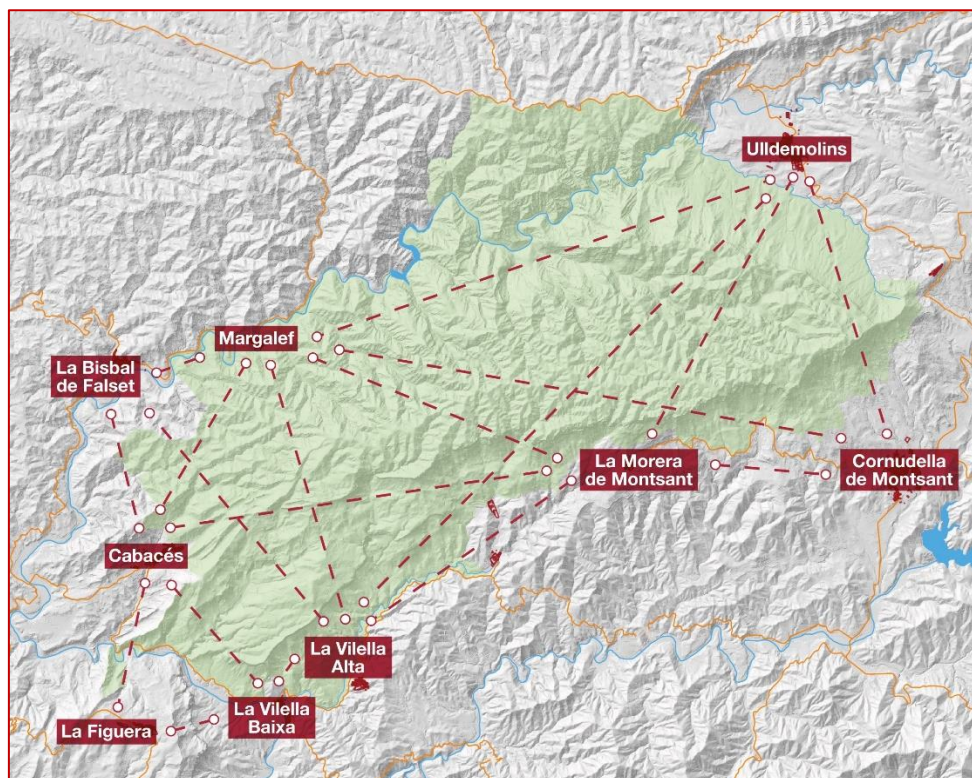 Ulldemolins
Margalef
La Bisbal
de Falset
La Morera
de Montsant
Cornudella
de Montsant
Cabacés
La Vilella
Alta
La Vilella
Baixa
La Figuera